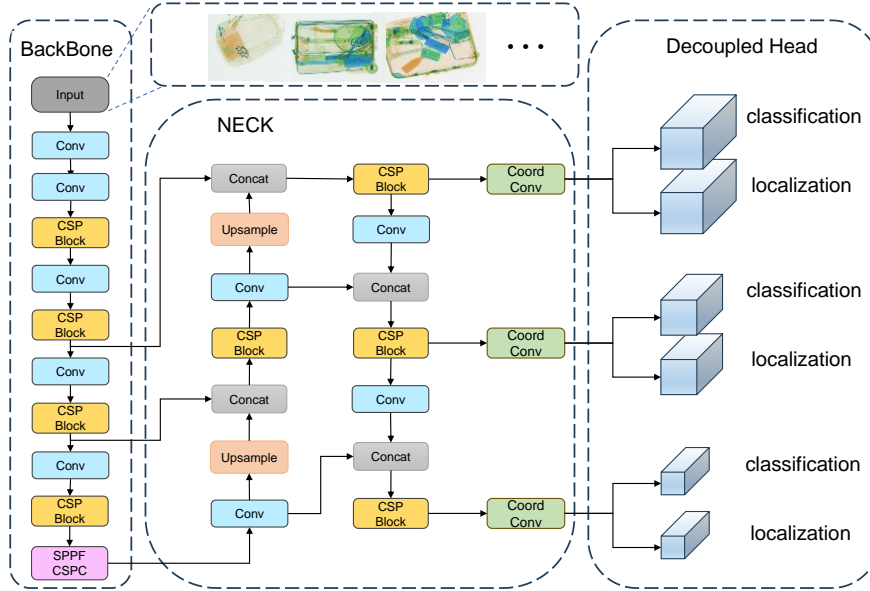 BackBone
Input
Conv
Conv
CSP
Block
Conv
CSP
Block
Conv
CSP
Block
Conv
CSP
Block
SPPF
CSPC
NECK
Concat
Upsample
Conv
CSP
Block
Concat
Upsample
Conv
CSP
Block
Conv
Concat
CSP
Block
Conv
Concat
CSP
Block
Coord
Conv
Coord
Conv
Coord
Conv
Decoupled Head
classification
localization
classification
localization
classification
localization